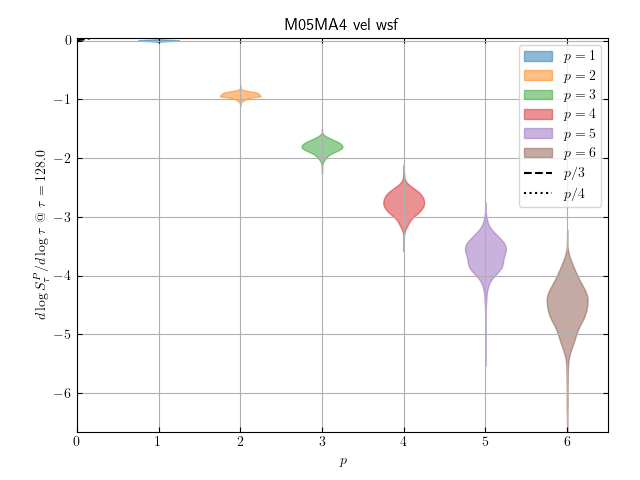 M05MA4 vel wsf
d log S_τ^P / d log τ @ τ = 128.0
0
−1
−2
−3
−4
−5
−6
p = 1
p = 2
p = 3
p = 4
p = 5
p = 6
p/3
p/4
0 1 2 3 4 5 6
p